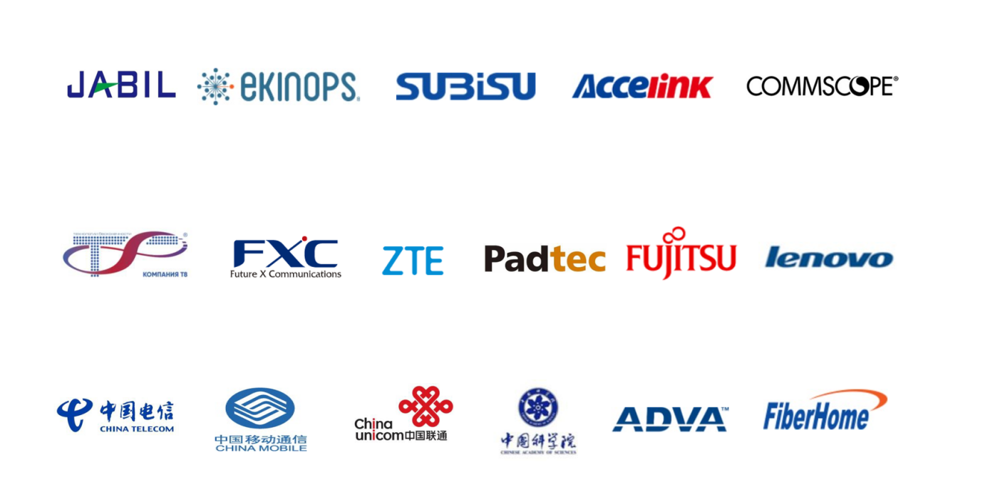 JABIL
eKINOPS®
SUBiSU
Accelink
COMMSCOPE®
технология бесконечности
®
КОМПАНИЯ ТВ
FXC
Future X Communications
ZTE
Padtec
FUJITSU
lenovo
中国电信
CHINA TELECOM
中国移动通信
CHINA MOBILE
China
unicom中国联通
中国科学院
CHINESE ACADEMY OF SCIENCES
ADVA™
FiberHome